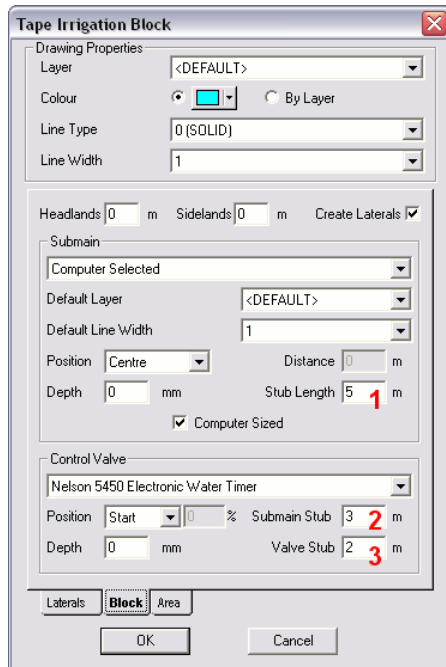 Tape Irrigation Block
Drawing Properties
Layer <DEFAULT>
Colour By Layer
Line Type 0 (SOLID)
Line Width 1
Headlands 0 m Sidelands 0 m Create Laterals
Submain
Computer Selected
Default Layer <DEFAULT>
Default Line Width 1
Position Centre Distance 0 m
Depth 0 mm Stub Length 5 1 m
Computer Sized
Control Valve
Nelson 5450 Electronic Water Timer
Position Start 0 % Submain Stub 3 2 m
Depth 0 mm Valve Stub 2 3 m
Laterals Block Area
OK Cancel